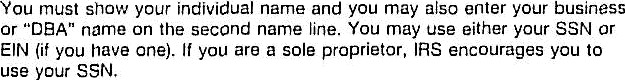 You must show your individual name and you may also enter your business
or "DBA" name on the second name line. You may use either your SSN or
EIN (if you have one). If you are a sole proprietor, IRS encourages you to
use your SSN.